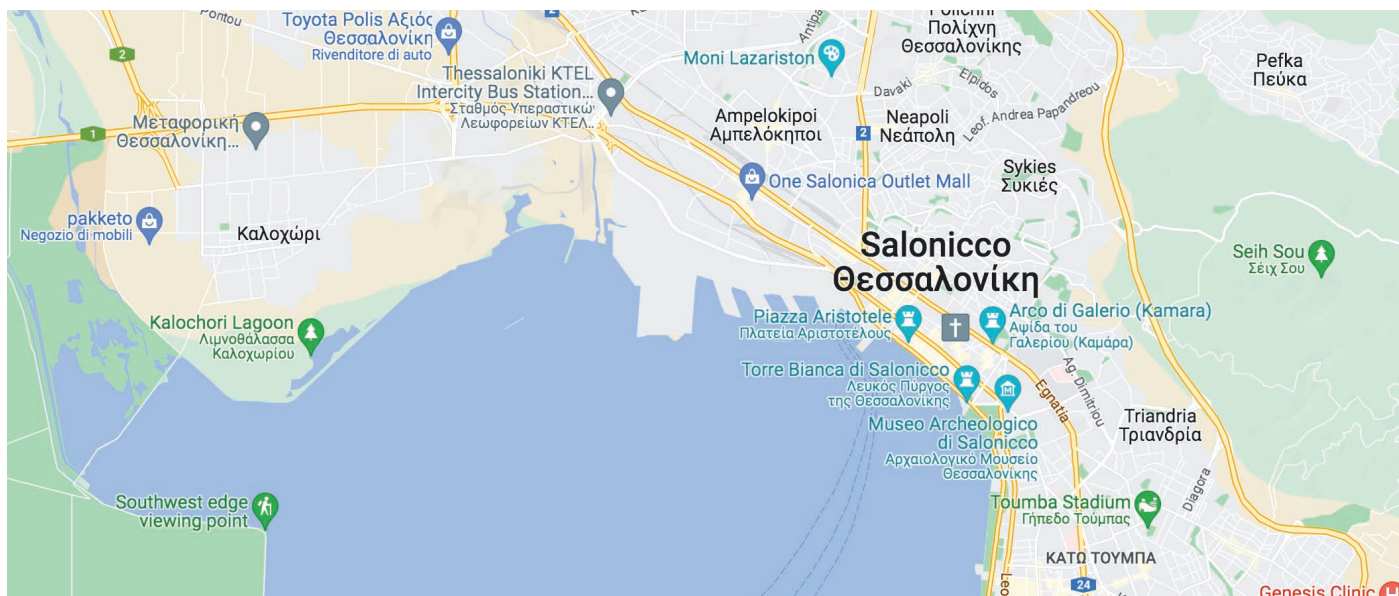 Pontou
Toyota Polis Αξιός
Θεσσαλονίκη
Rivenditore di auto
2
2
Πολίχνη
Θεσσαλονίκης
Moni Lazariston
Pefka
Πεύκα
Thessaloniki KTEL
Intercity Bus Station...
Σταθμός Υπεραστικών
Λεωφορείων ΚΤΕΛ..
Davaki
Elpidos
Leof. Andrea Papandreou
1
Μεταφορική
Θεσσαλονίκη...
Ampelokipoi
Αμπελόκηποι
2
Neapoli
Νεάπολη
Sykies
Συκιές
One Salonica Outlet Mall
pakketo
Negozio di mobili
Καλοχώρι
Salonicco
Θεσσαλονίκη
Seih Sou
Σέιχ Σου
Kalochori Lagoon
Λιμνοθάλασσα
Καλοχωρίου
Piazza Aristotele
Πλατεία Αριστοτέλους
Arco di Galerio (Kamara)
Αψίδα του
Γαλερίου (Καμάρα)
Torre Bianca di Salonicco
Λευκός Πύργος
της Θεσσαλονίκης
Ag. Dimitriou
Egnatia
Museo Archeologico
di Salonicco
Αρχαιολογικό Μουσείο
Θεσσαλονίκης
Triandria
Τριανδρία
Southwest edge
viewing point
Toumba Stadium
Γήπεδο Τούμπας
Diagora
ΚΑΤΩ ΤΟΥΜΠΑ
24
Genesis Clinic